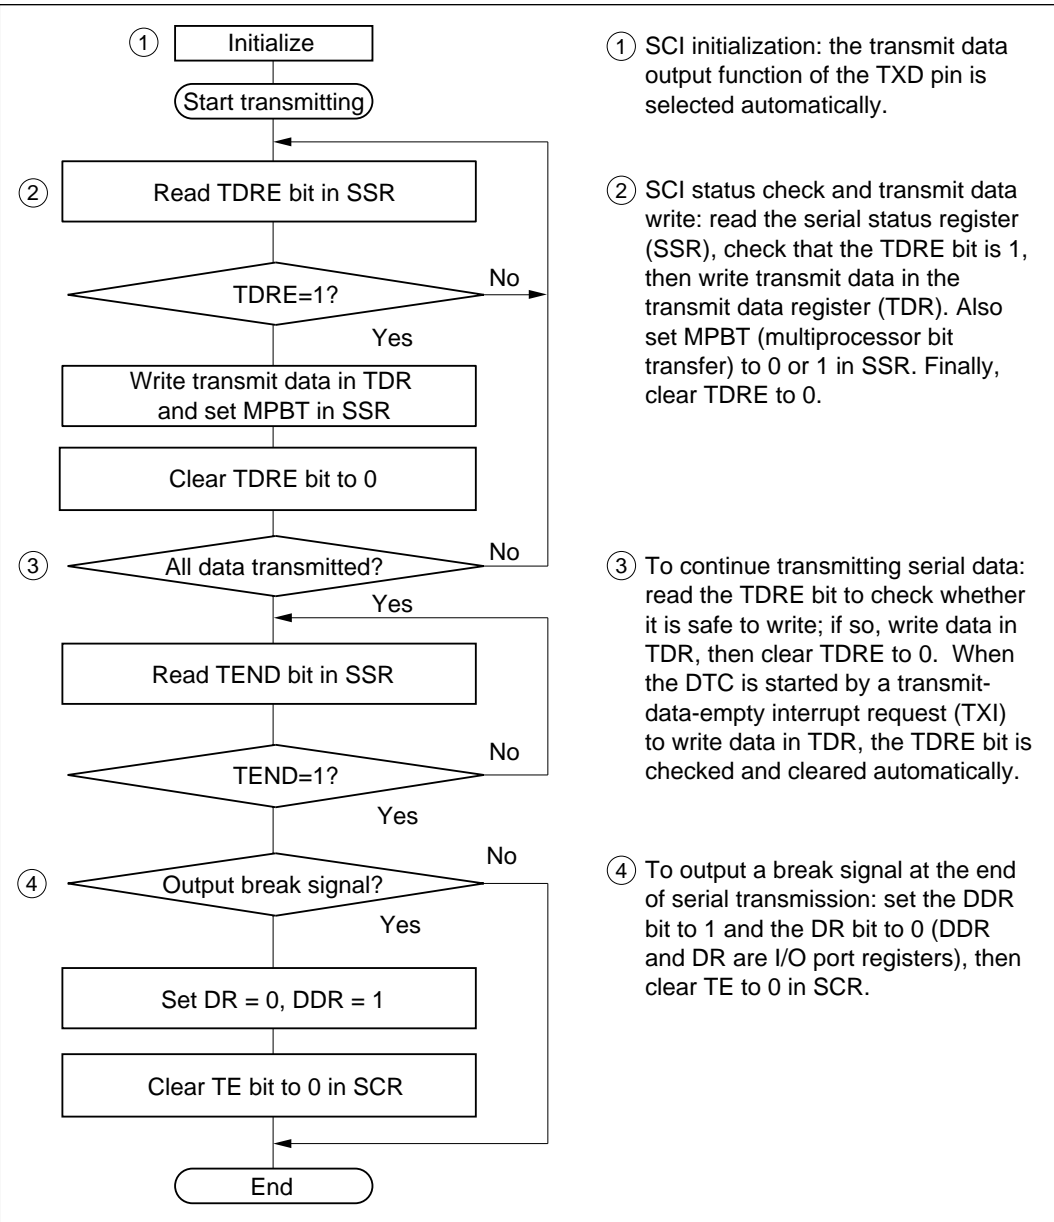 1 Initialize
Start transmitting
2 Read TDRE bit in SSR
TDRE=1?
No
Yes
Write transmit data in TDR
and set MPBT in SSR
Clear TDRE bit to 0
3 All data transmitted?
No
Yes
Read TEND bit in SSR
TEND=1?
No
Yes
4 Output break signal?
No
Yes
Set DR = 0, DDR = 1
Clear TE bit to 0 in SCR
End
1 SCI initialization: the transmit data
output function of the TXD pin is
selected automatically.
2 SCI status check and transmit data
write: read the serial status register
(SSR), check that the TDRE bit is 1,
then write transmit data in the
transmit data register (TDR). Also
set MPBT (multiprocessor bit
transfer) to 0 or 1 in SSR. Finally,
clear TDRE to 0.
3 To continue transmitting serial data:
read the TDRE bit to check whether
it is safe to write; if so, write data in
TDR, then clear TDRE to 0.  When
the DTC is started by a transmit-
data-empty interrupt request (TXI)
to write data in TDR, the TDRE bit is
checked and cleared automatically.
4 To output a break signal at the end
of serial transmission: set the DDR
bit to 1 and the DR bit to 0 (DDR
and DR are I/O port registers), then
clear TE to 0 in SCR.